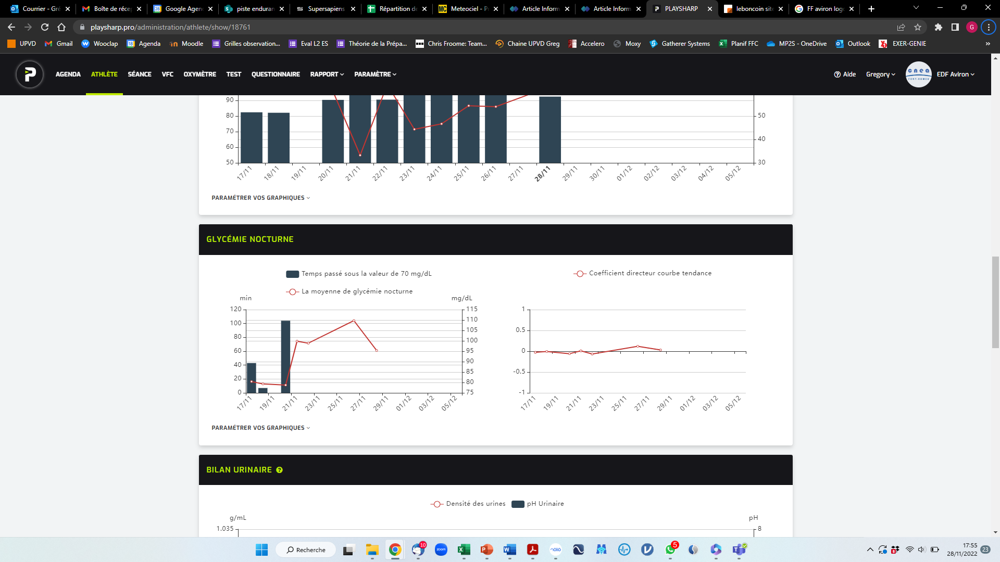 Courrier - Gré
Boîte de récep
Google Agend
piste enduran
Supersapiens
Répartition de
Meteociel - Pr
Article Inform
Article Inform
PLAYSHARP
leboncoin site
FF aviron logo
playsharp.pro/administration/athlete/show/18761
G
UPVD
Gmail
Wooclap
Agenda
Moodle
Grilles observation...
Eval L2 ES
Théorie de la Prépa...
Chris Froome: Team...
Chaine UPVD Greg
Accelero
Moxy
Gatherer Systems
Planif FFC
MP2S - OneDrive
Outlook
EXER-GENIE
»
AGENDA ATHLÈTE SÉANCE VFC OXYMÈTRE TEST QUESTIONNAIRE RAPPORT PARAMÈTRE
Aide Gregory EDF Aviron
cnea
FONT-ROMEU
90
80
70
60
50
50
40
30
17/11 18/11 19/11 20/11 21/11 22/11 23/11 24/11 25/11 26/11 27/11 28/11 29/11 30/11 01/12 02/12 03/12 04/12 05/12
PARAMÉTRER VOS GRAPHIQUES
GLYCÉMIE NOCTURNE
Temps passé sous la valeur de 70 mg/dL
La moyenne de glycémie nocturne
min
mg/dL
120
100
80
60
40
20
0
115
110
105
100
95
90
85
80
75
17/11 19/11 21/11 23/11 25/11 27/11 29/11 01/12 03/12 05/12
Coefficient directeur courbe tendance
1
0.5
0
-0.5
-1
17/11 19/11 21/11 23/11 25/11 27/11 29/11 01/12 03/12 05/12
PARAMÉTRER VOS GRAPHIQUES
BILAN URINAIRE ?
Densité des urines
pH Urinaire
g/mL
pH
1.035
8
Recherche
10
zoom
nolio
5
8
17:55
28/11/2022
23